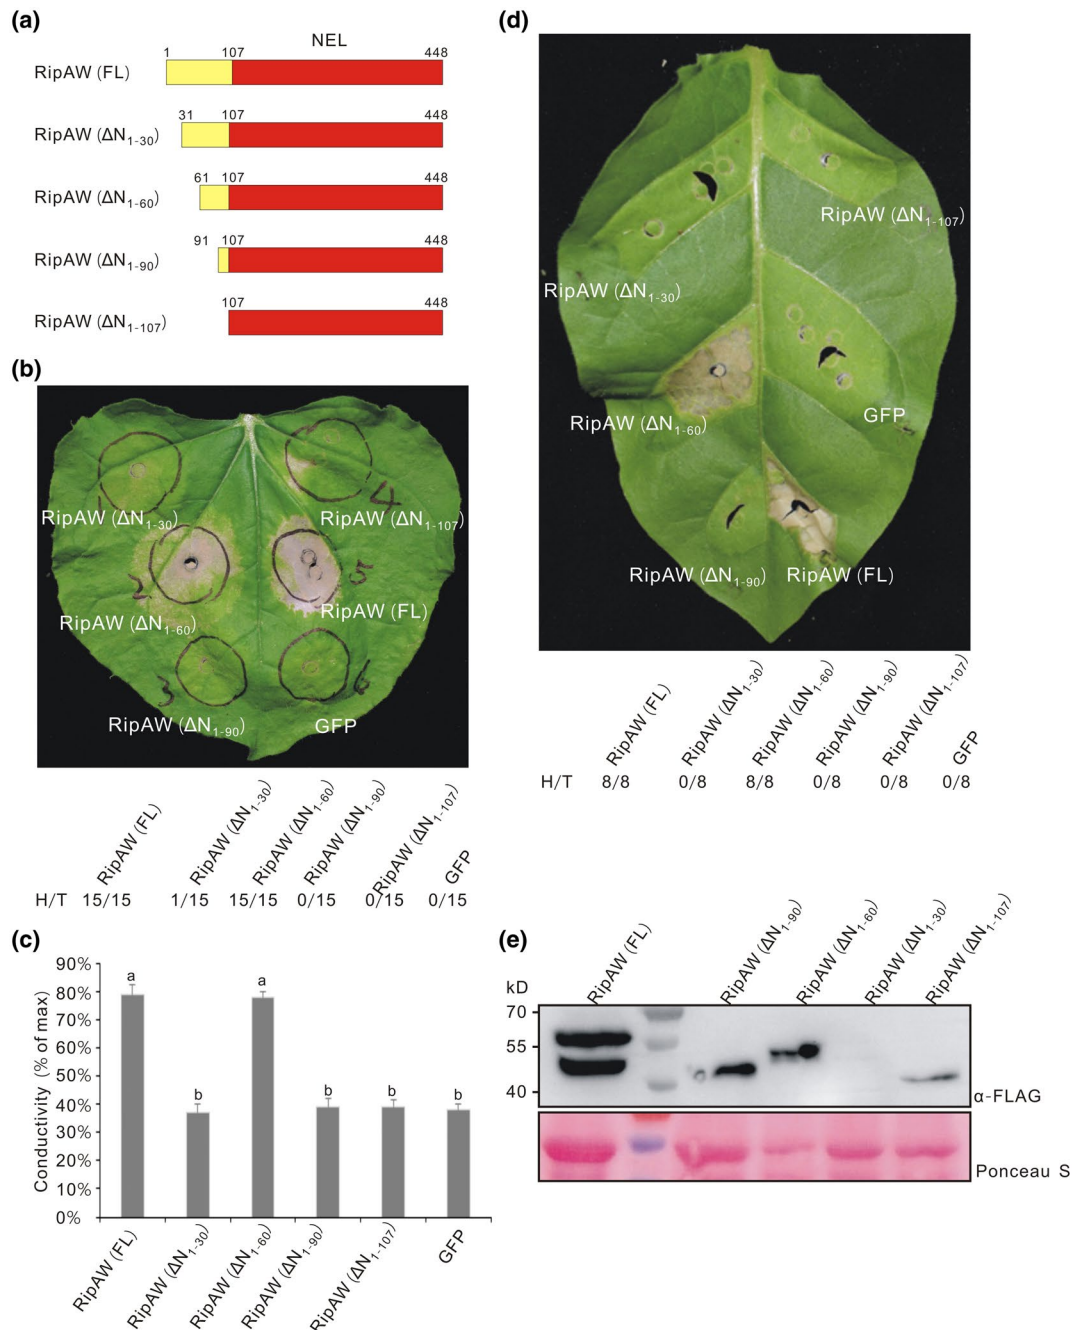 (a)
NEL
1 107 448
RipAW (FL)
31 107 448
RipAW (ΔN1-30)
61 107 448
RipAW (ΔN1-60)
91 107 448
RipAW (ΔN1-90)
107 448
RipAW (ΔN1-107)
(b)
1
4
RipAW (ΔN1-30)
RipAW (ΔN1-107)
2
5
RipAW (ΔN1-60)
RipAW (FL)
3
6
RipAW (ΔN1-90)
GFP
RipAW (FL) RipAW (ΔN1-30) RipAW (ΔN1-60) RipAW (ΔN1-90) RipAW (ΔN1-107) GFP
H/T 15/15 1/15 15/15 0/15 0/15 0/15
(c)
Conductivity (% of max)
90%
80%
70%
60%
50%
40%
30%
20%
10%
0%
a b a b b b
RipAW (FL) RipAW (ΔN1-30) RipAW (ΔN1-60) RipAW (ΔN1-90) RipAW (ΔN1-107) GFP
(d)
RipAW (ΔN1-107)
RipAW (ΔN1-30)
GFP
RipAW (ΔN1-60)
RipAW (ΔN1-90)
RipAW (FL)
RipAW (FL) RipAW (ΔN1-30) RipAW (ΔN1-60) RipAW (ΔN1-90) RipAW (ΔN1-107) GFP
H/T 8/8 0/8 8/8 0/8 0/8 0/8
(e)
RipAW (FL) RipAW (ΔN1-90) RipAW (ΔN1-60) RipAW (ΔN1-30) RipAW (ΔN1-107)
kD
70
55
40
α-FLAG
Ponceau S